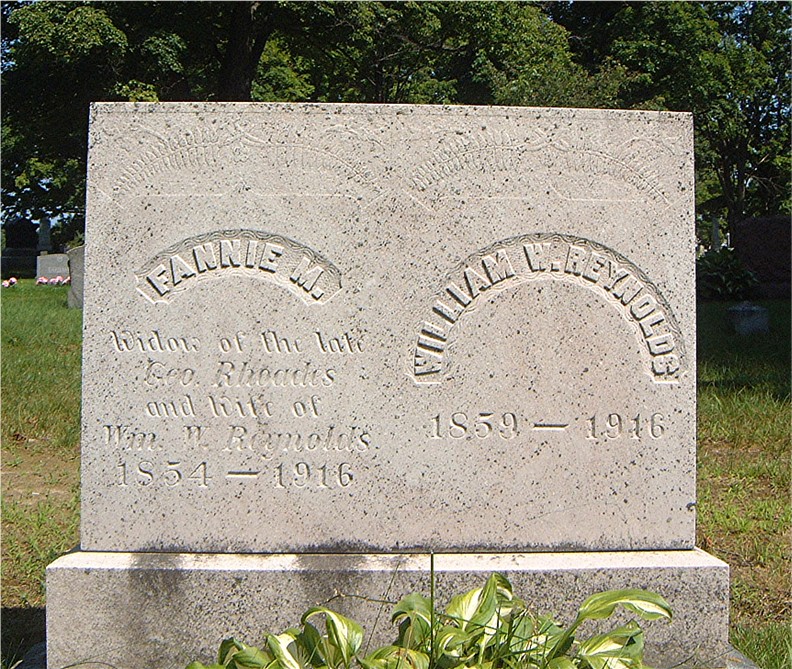 FANNIE M.
Widow of the late
Geo. Rhoades
and Wife of
Wm. W. Reynolds.
1854 — 1916
WILLIAM W. REYNOLDS
1859 — 1916